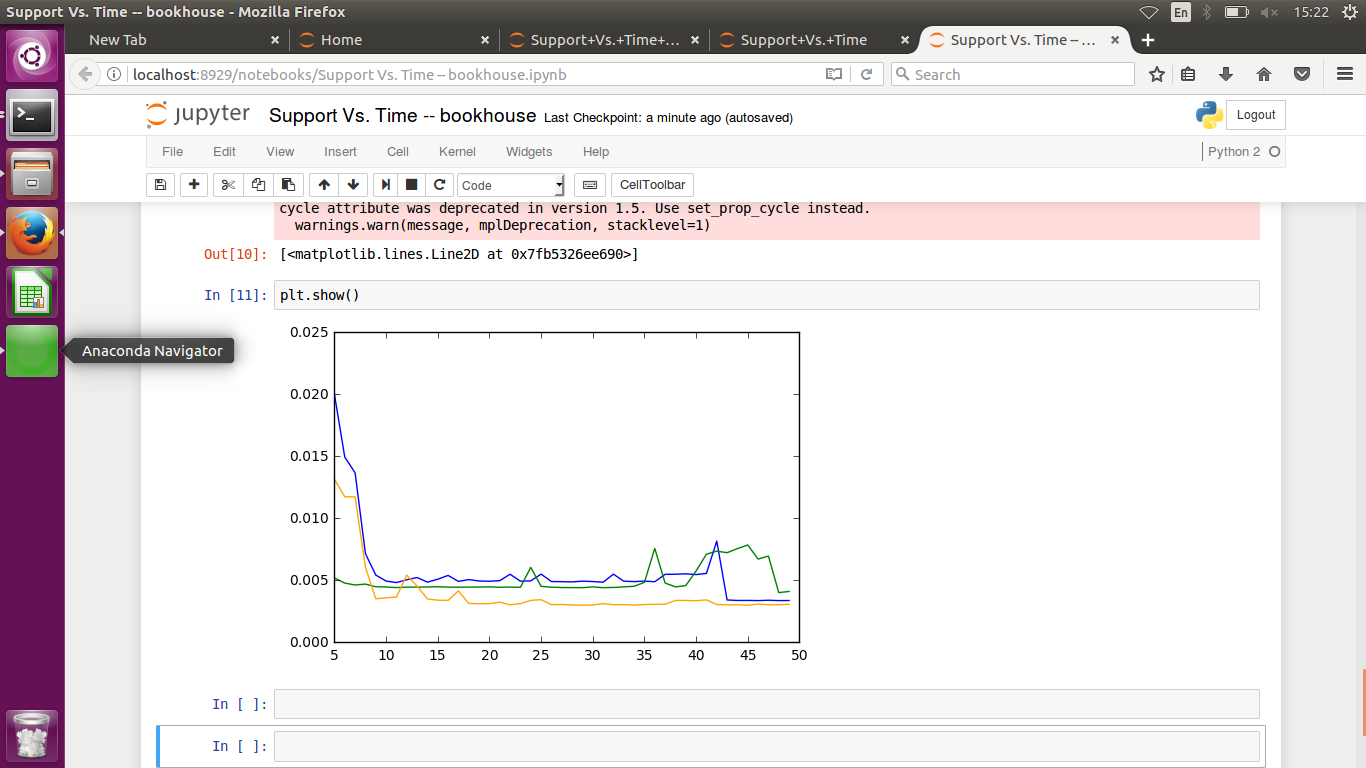 Support Vs. Time -- bookhouse - Mozilla Firefox
En
15:22
New Tab
Home
Support+Vs.+Time+...
Support+Vs.+Time
Support Vs. Time – ...
localhost:8929/notebooks/Support Vs. Time – bookhouse.ipynb
Search
jupyter
Support Vs. Time -- bookhouse
Last Checkpoint: a minute ago (autosaved)
Logout
File
Edit
View
Insert
Cell
Kernel
Widgets
Help
Python 2
Code
CellToolbar
cycle attribute was deprecated in version 1.5. Use set_prop_cycle instead.
warnings.warn(message, mplDeprecation, stacklevel=1)
Out[10]: [<matplotlib.lines.Line2D at 0x7fb5326ee690>]
In [11]: plt.show()
Anaconda Navigator
0.025
0.020
0.015
0.010
0.005
0.000
5 10 15 20 25 30 35 40 45 50
In [ ]:
In [ ]: